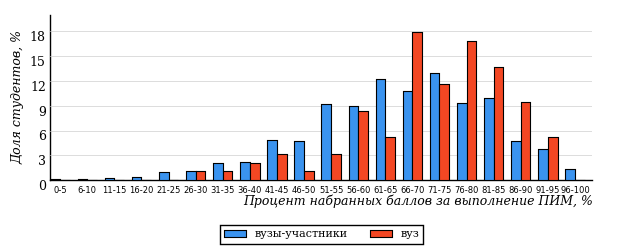 Доля студентов, %
18
15
12
9
6
3
0
0-5 6-10 11-15 16-20 21-25 26-30 31-35 36-40 41-45 46-50 51-55 56-60 61-65 66-70 71-75 76-80 81-85 86-90 91-95 96-100
Процент набранных баллов за выполнение ПИМ, %
вузы-участники вуз